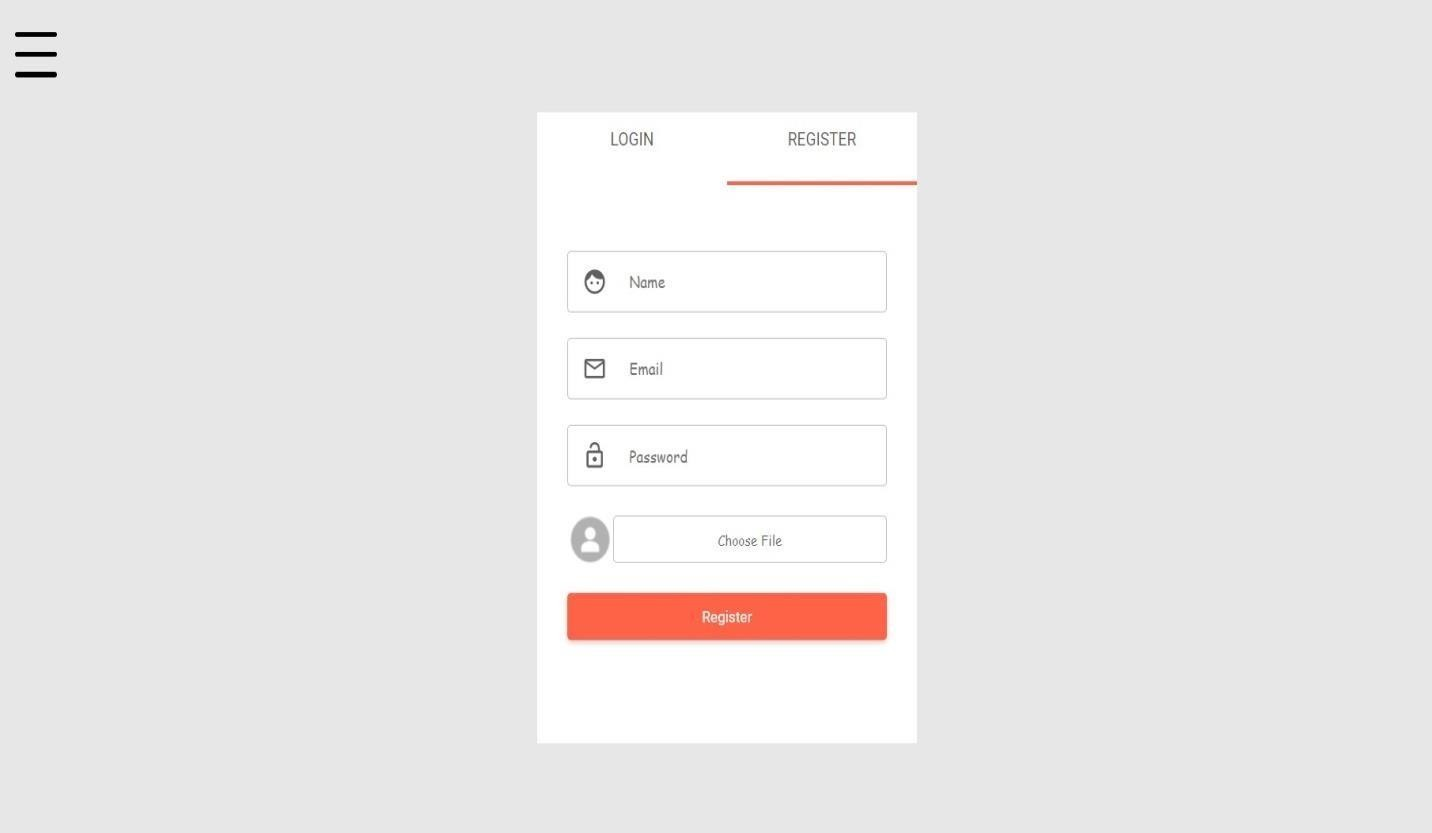 LOGIN REGISTER
Name
Email
Password
Choose File
Register